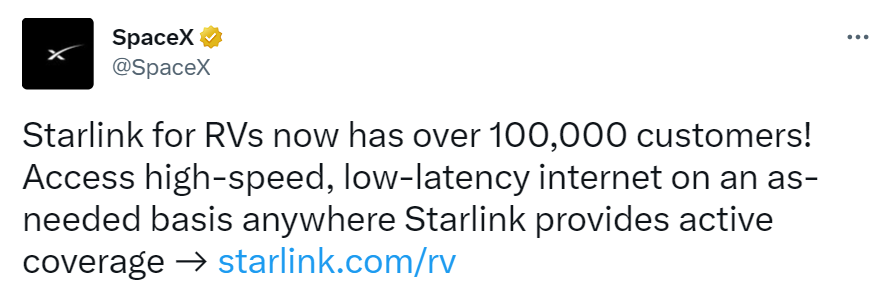 SpaceX
@SpaceX
Starlink for RVs now has over 100,000 customers!
Access high-speed, low-latency internet on an as-
needed basis anywhere Starlink provides active
coverage → starlink.com/rv